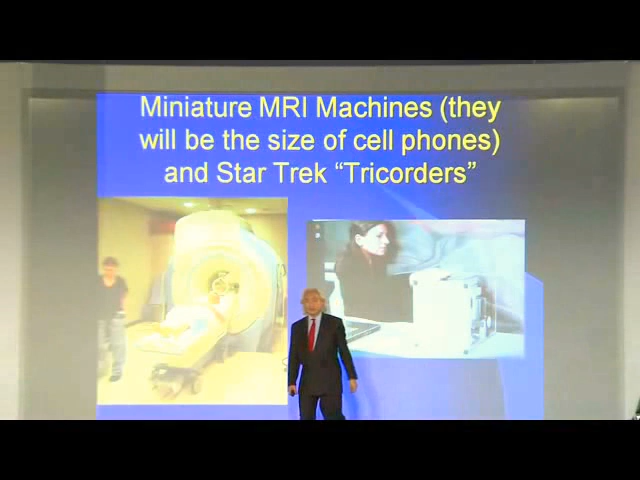 Miniature MRI Machines (they
will be the size of cell phones)
and Star Trek “Tricorders”